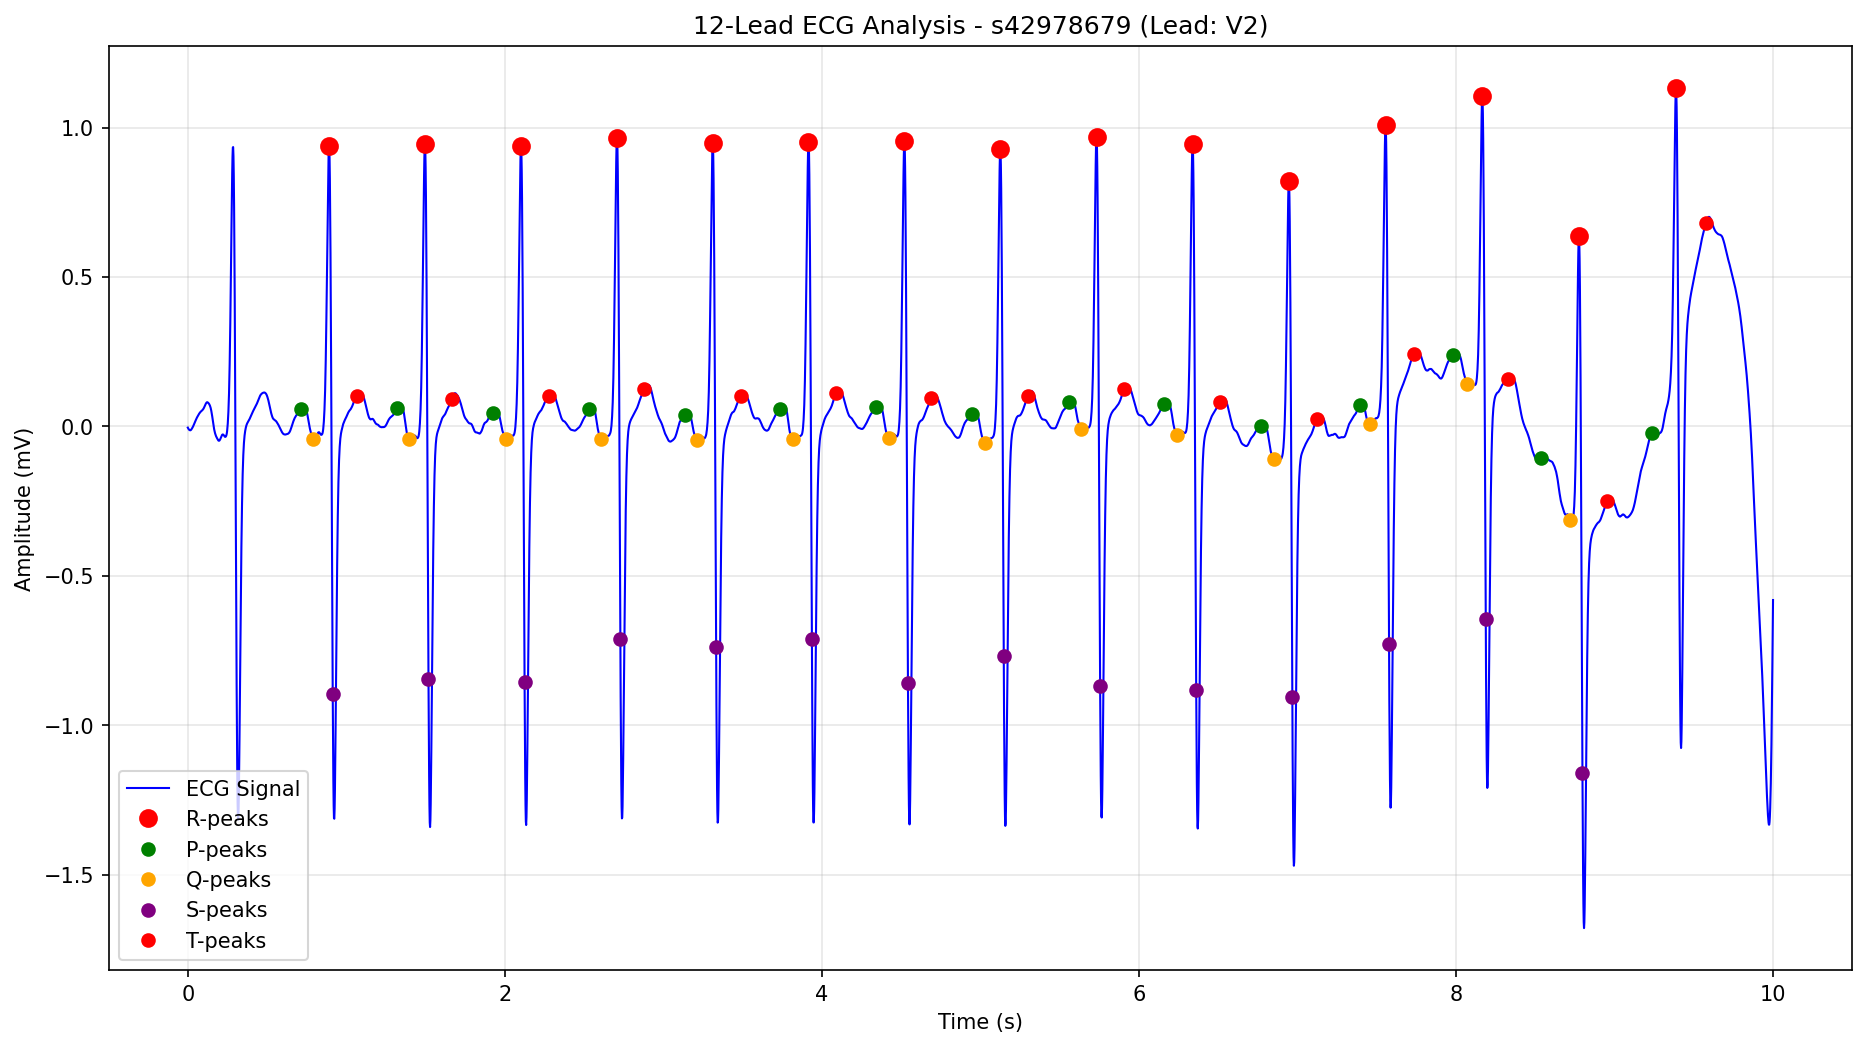 12-Lead ECG Analysis - s42978679 (Lead: V2)
Amplitude (mV)
1.0
0.5
0.0
−0.5
−1.0
−1.5
ECG Signal
R-peaks
P-peaks
Q-peaks
S-peaks
T-peaks
0 2 4 6 8 10
Time (s)